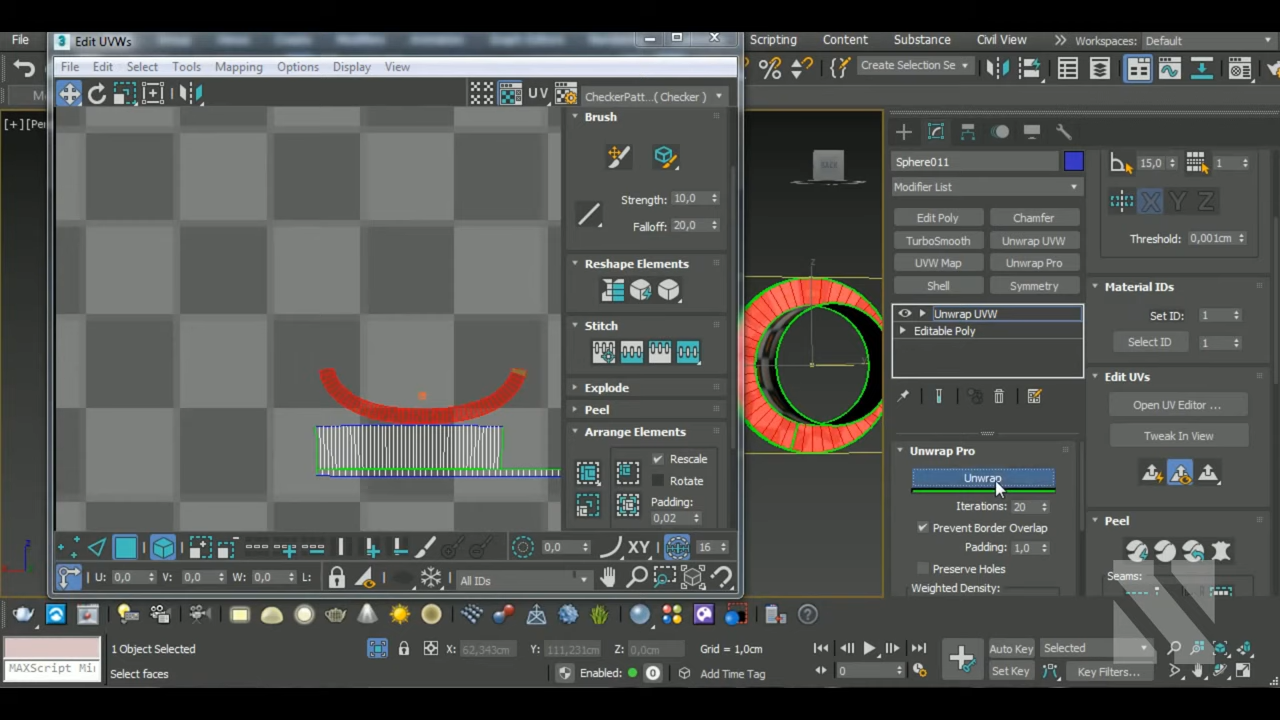 File
3 Edit UVWs
Scripting Content Substance Civil View Workspaces: Default
File Edit Select Tools Mapping Options Display View
Create Selection Se
UV CheckerPatt...( Checker )
[+][Per
Brush
Strength: 10,0
Falloff: 20,0
Reshape Elements
Stitch
Explode
Peel
Arrange Elements
Rescale
Rotate
Padding:
0,02
0,0 XY 16
U: 0,0 V: 0,0 W: 0,0 L: All IDs
BACK
Sphere011
Modifier List
Edit Poly Chamfer
TurboSmooth Unwrap UVW
UVW Map Unwrap Pro
Shell Symmetry
Unwrap UVW
Editable Poly
Unwrap Pro
Unwrap
Iterations: 20
Prevent Border Overlap
Padding: 1,0
Preserve Holes
Weighted Density:
15,0 1
X Y Z
Threshold: 0,001cm
Material IDs
Set ID: 1
Select ID 1
Edit UVs
Open UV Editor ...
Tweak In View
Peel
Seams:
1 Object Selected X: 62,343cm Y: 111,231cm Z: 0,0cm Grid = 1,0cm Auto Key Selected
MAXScript Mi Select faces Enabled: 0 Add Time Tag 0 Set Key Key Filters...